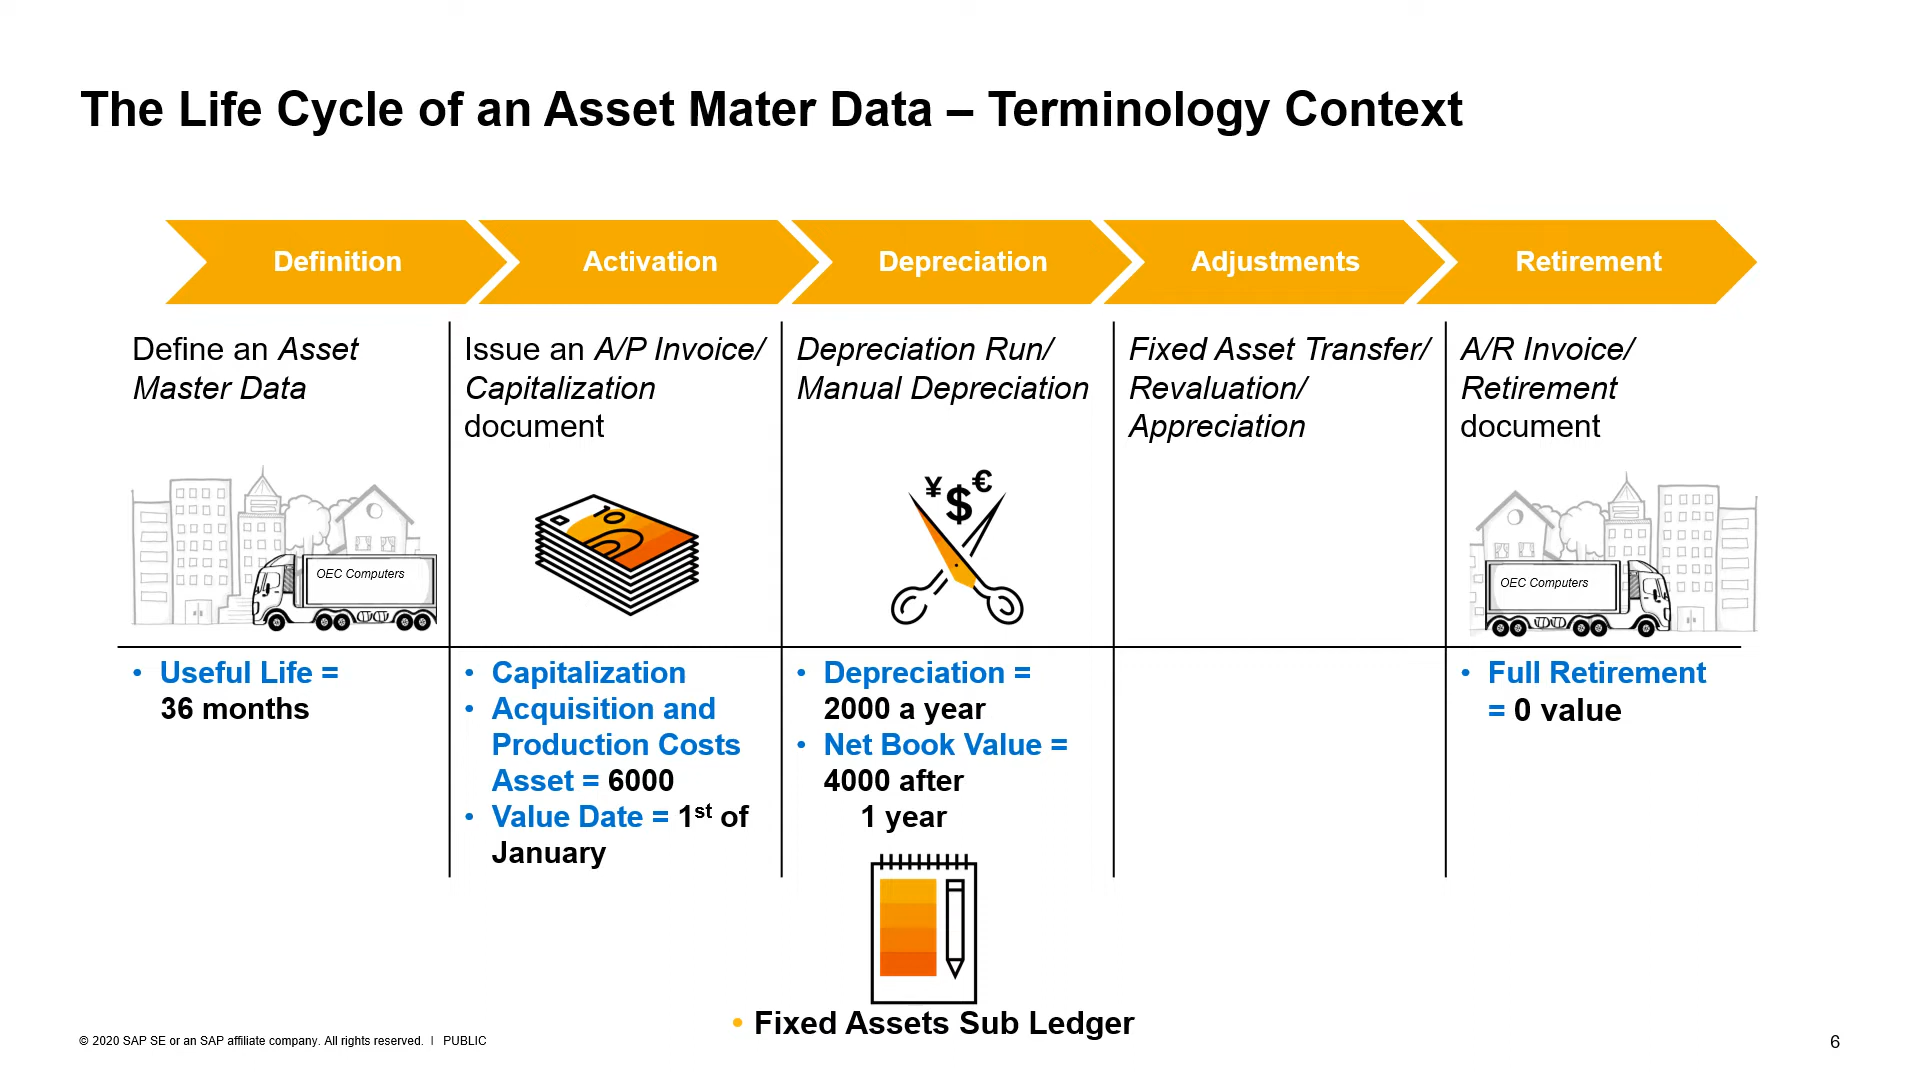 The Life Cycle of an Asset Mater Data – Terminology Context
Definition
Activation
Depreciation
Adjustments
Retirement
Define an Asset
Master Data
Issue an A/P Invoice/
Capitalization
document
Depreciation Run/
Manual Depreciation
Fixed Asset Transfer/
Revaluation/
Appreciation
A/R Invoice/
Retirement
document
OEC Computers
10
¥ $ €
OEC Computers
• Useful Life =
36 months
• Capitalization
• Acquisition and
Production Costs
Asset = 6000
• Value Date = 1st of
January
• Depreciation =
2000 a year
• Net Book Value =
4000 after
1 year
• Full Retirement
= 0 value
• Fixed Assets Sub Ledger
© 2020 SAP SE or an SAP affiliate company. All rights reserved. ǀ PUBLIC
6